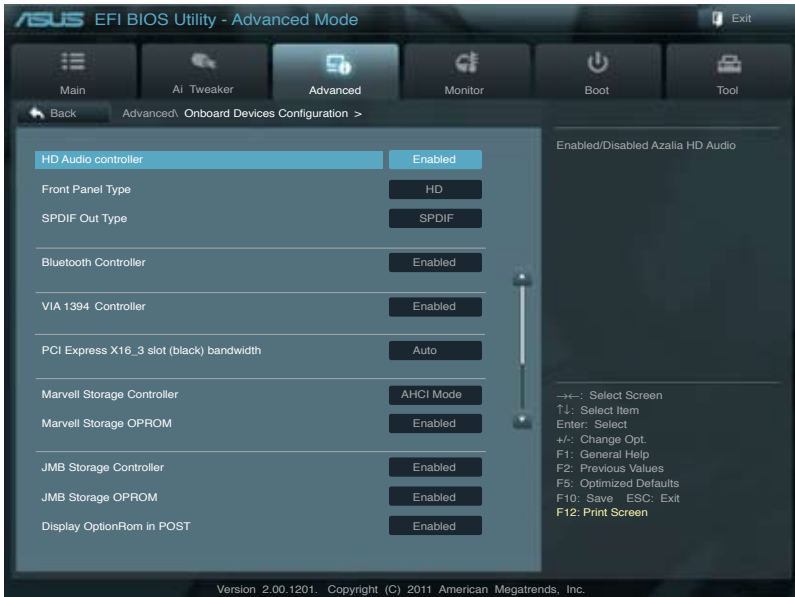 ASUS EFI BIOS Utility - Advanced Mode
Exit
Main
Ai Tweaker
Advanced
Monitor
Boot
Tool
Back
Advanced\ Onboard Devices Configuration >
HD Audio controller Enabled
Front Panel Type HD
SPDIF Out Type SPDIF
Bluetooth Controller Enabled
VIA 1394 Controller Enabled
PCI Express X16_3 slot (black) bandwidth Auto
Marvell Storage Controller AHCI Mode
Marvell Storage OPROM Enabled
JMB Storage Controller Enabled
JMB Storage OPROM Enabled
Display OptionRom in POST Enabled
Enabled/Disabled Azalia HD Audio
→←: Select Screen
↑↓: Select Item
Enter: Select
+/-: Change Opt.
F1: General Help
F2: Previous Values
F5: Optimized Defaults
F10: Save ESC: Exit
F12: Print Screen
Version 2.00.1201. Copyright (C) 2011 American Megatrends, Inc.